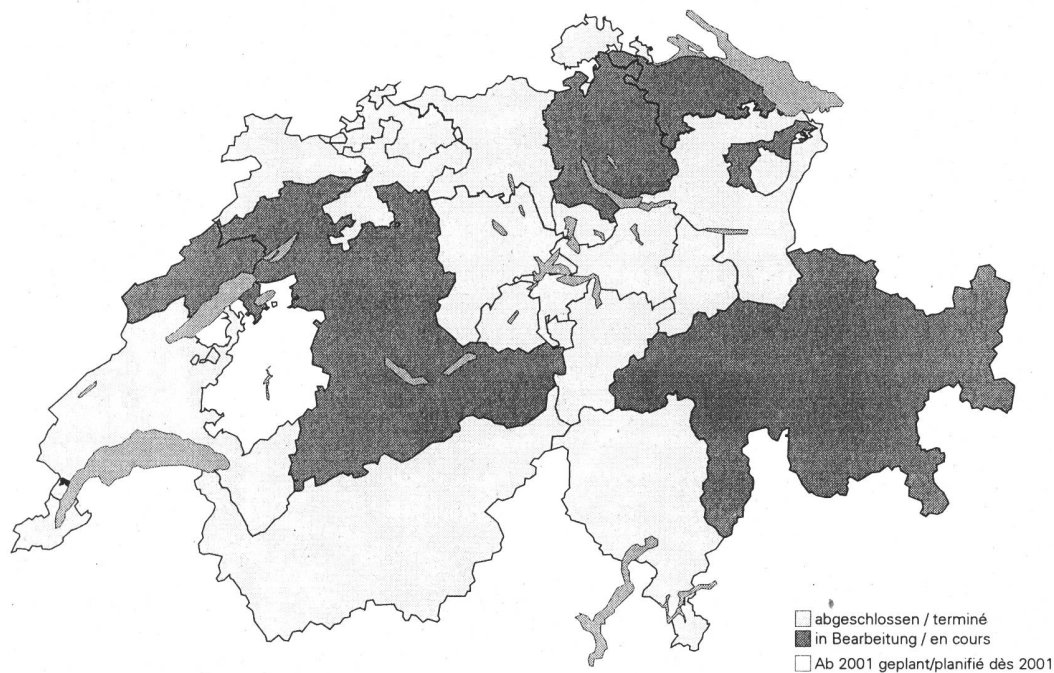 abgeschlossen / terminé
in Bearbeitung / en cours
Ab 2001 geplant/planifié dès 2001